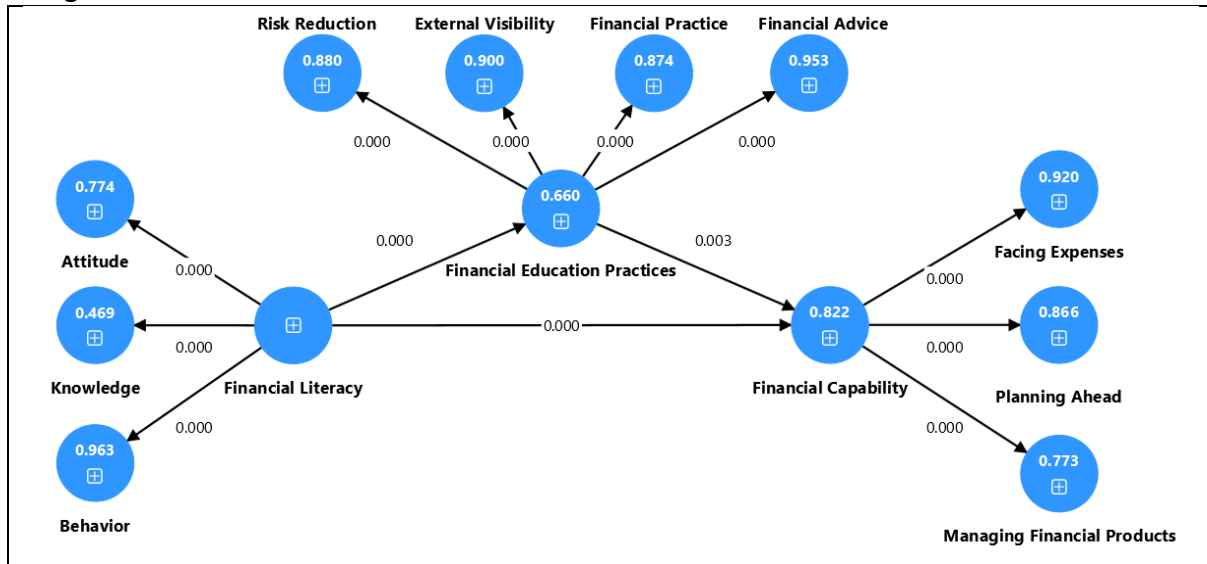 Risk Reduction
External Visibility
Financial Practice
Financial Advice
0.880
0.900
0.874
0.953
0.000
0.000
0.000
0.000
0.774
Attitude
0.000
0.660
Financial Education Practices
0.000
0.003
0.920
Facing Expenses
0.000
0.469
Knowledge
0.000
Financial Literacy
0.000
0.822
Financial Capability
0.866
Planning Ahead
0.000
0.000
0.963
Behavior
0.000
0.773
Managing Financial Products